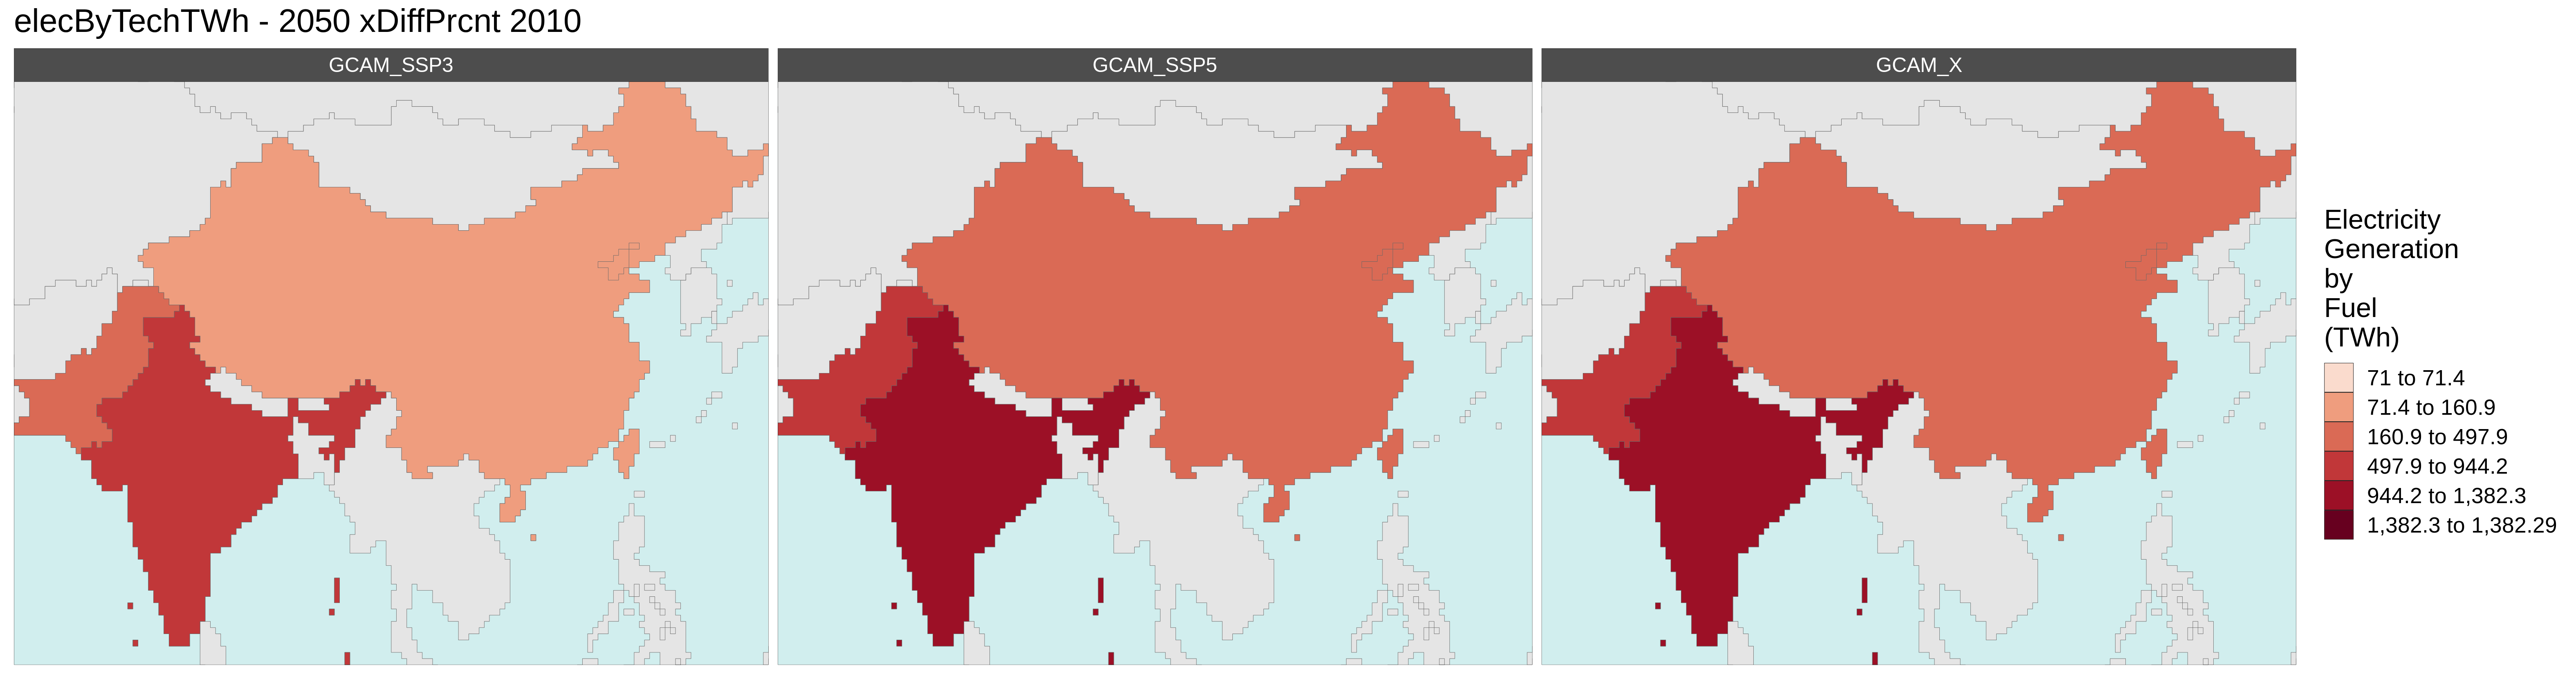 elecByTechTWh - 2050 xDiffPrcnt 2010
GCAM_SSP3
GCAM_SSP5
GCAM_X
Electricity
Generation
by
Fuel
(TWh)
71 to 71.4
71.4 to 160.9
160.9 to 497.9
497.9 to 944.2
944.2 to 1,382.3
1,382.3 to 1,382.29